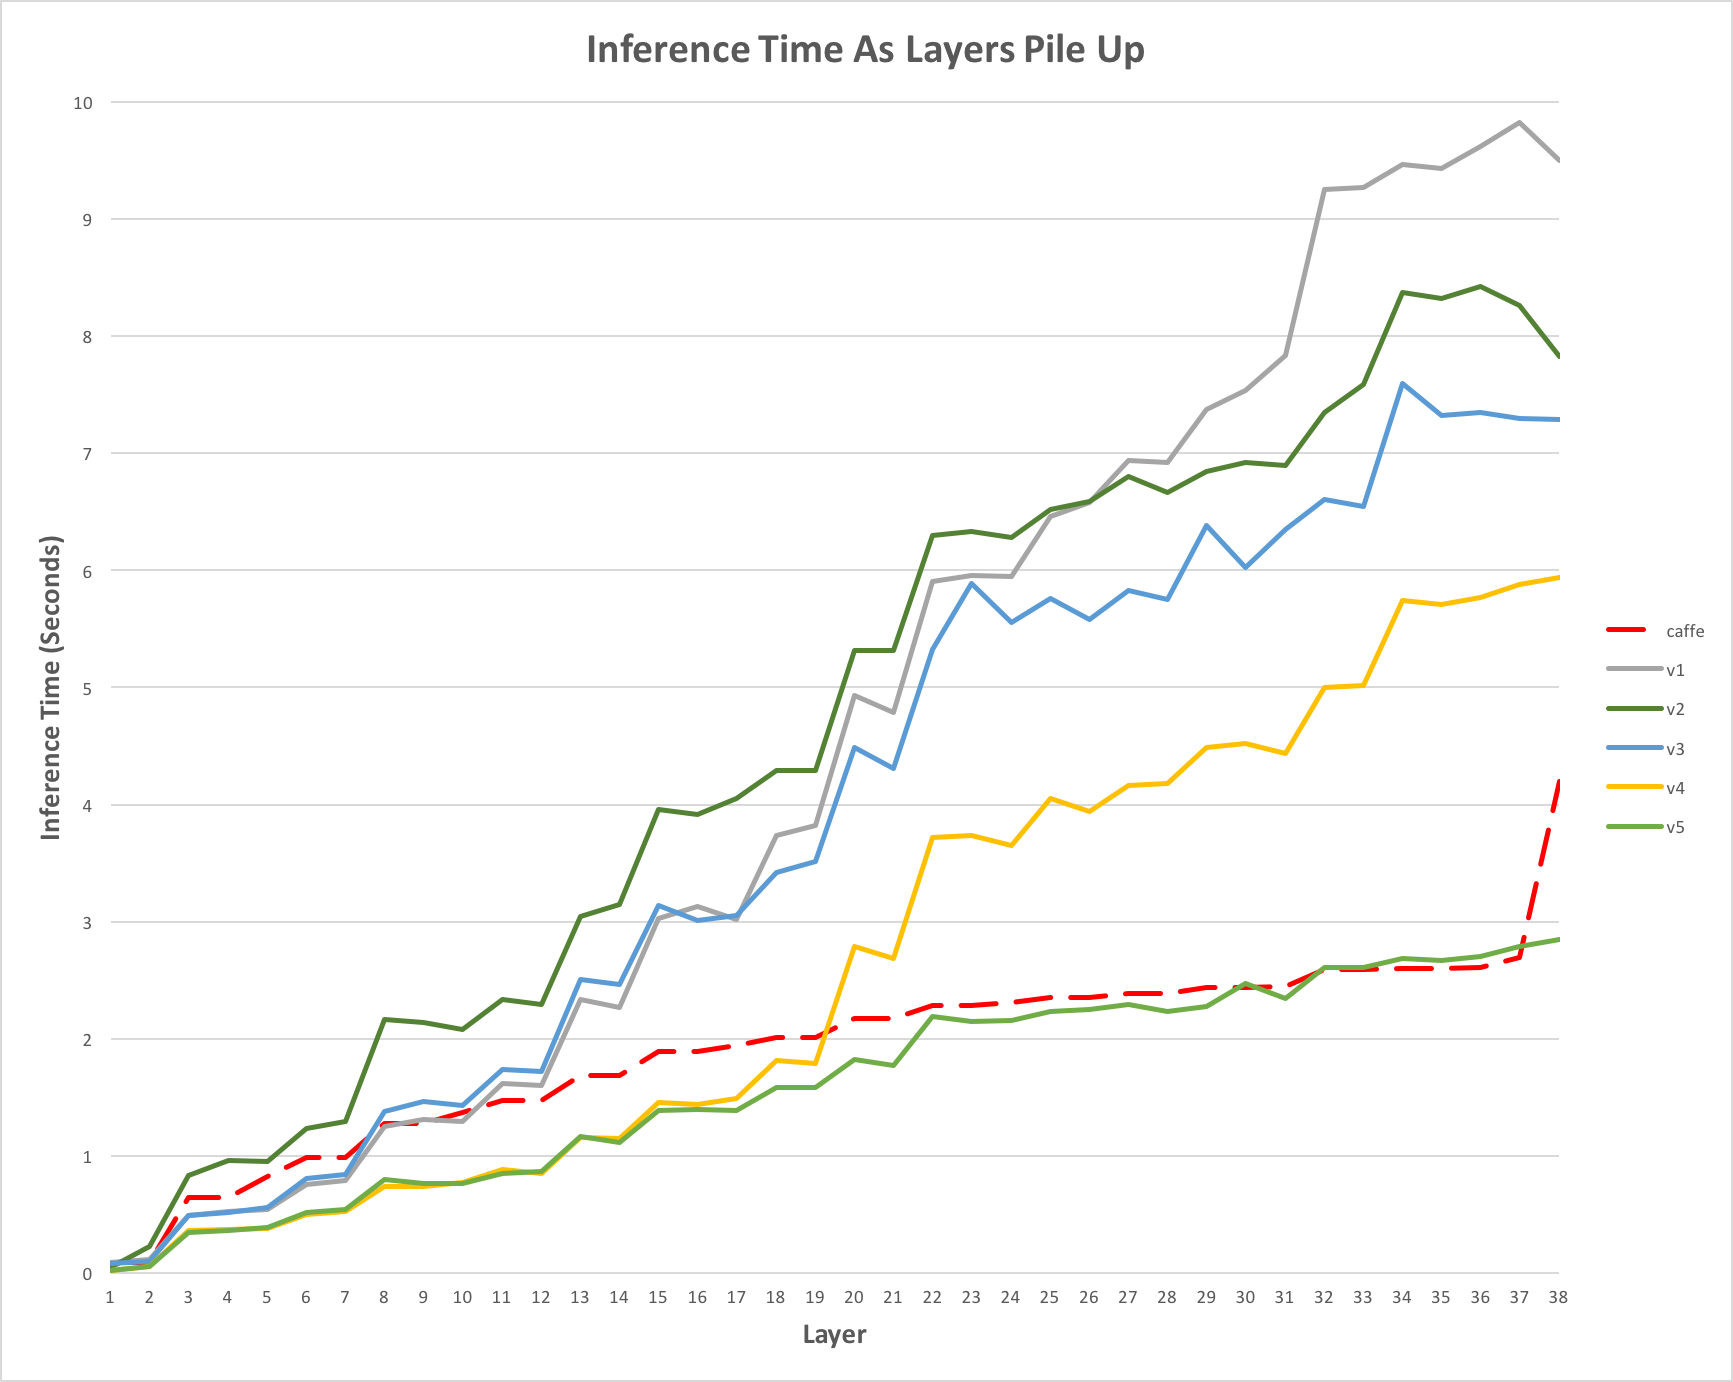 Inference Time As Layers Pile Up
10
9
8
7
6
5
4
3
2
1
0
Inference Time (Seconds)
1 2 3 4 5 6 7 8 9 10 11 12 13 14 15 16 17 18 19 20 21 22 23 24 25 26 27 28 29 30 31 32 33 34 35 36 37 38
Layer
caffe
v1
v2
v3
v4
v5